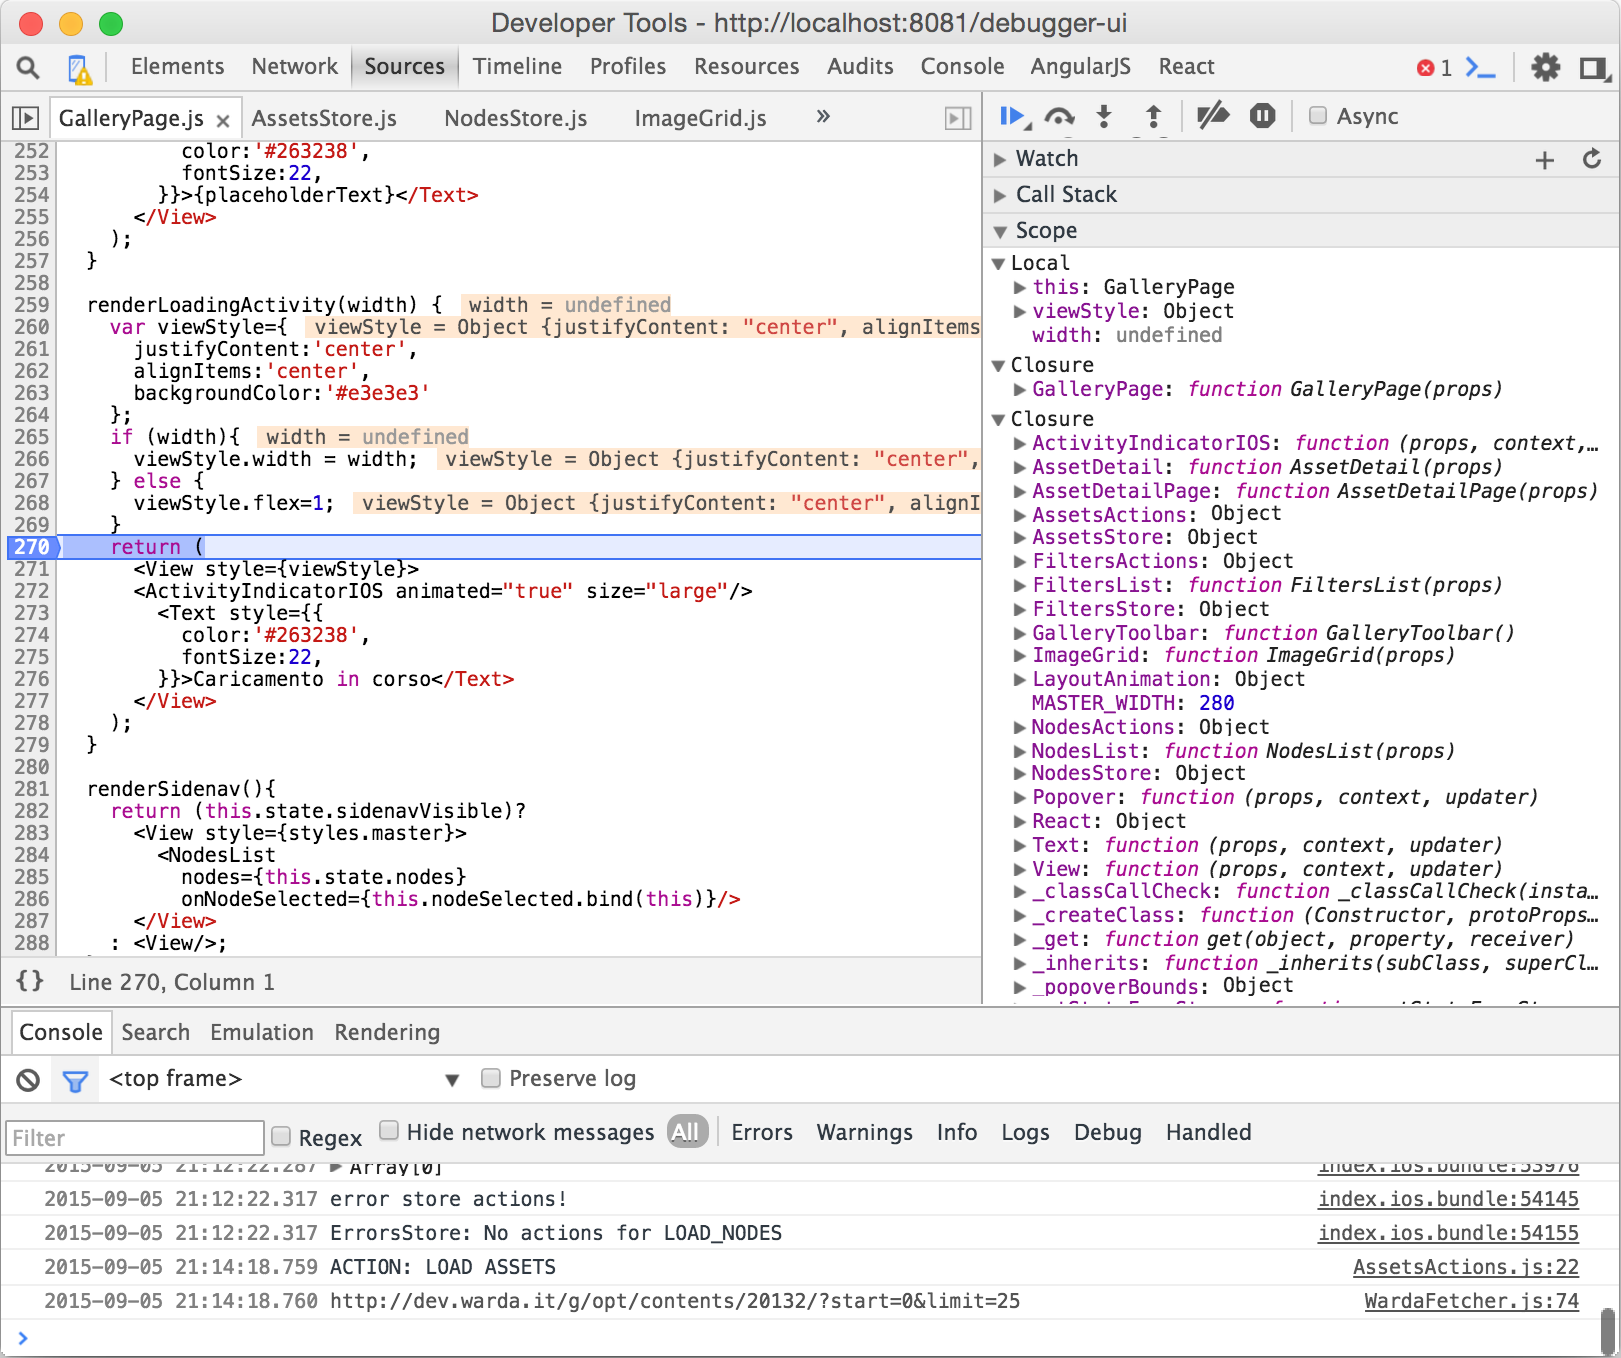 Developer Tools - http://localhost:8081/debugger-ui
Elements Network Sources Timeline Profiles Resources Audits Console AngularJS React 1
GalleryPage.js × AssetsStore.js NodesStore.js ImageGrid.js » Async
252 color:'#263238',
253 fontSize:22,
254 }}>{placeholderText}</Text>
255 </View>
256 );
257 }
258
259 renderLoadingActivity(width) { width = undefined
260 var viewStyle={ viewStyle = Object {justifyContent: "center", alignItems
261 justifyContent:'center',
262 alignItems:'center',
263 backgroundColor:'#e3e3e3'
264 };
265 if (width){ width = undefined
266 viewStyle.width = width; viewStyle = Object {justifyContent: "center",
267 } else {
268 viewStyle.flex=1; viewStyle = Object {justifyContent: "center", alignI
269 }
270 return (
271 <View style={viewStyle}>
272 <ActivityIndicatorIOS animated="true" size="large"/>
273 <Text style={{
274 color:'#263238',
275 fontSize:22,
276 }}>Caricamento in corso</Text>
277 </View>
278 );
279 }
280
281 renderSidenav(){
282 return (this.state.sidenavVisible)?
283 <View style={styles.master}>
284 <NodesList
285 nodes={this.state.nodes}
286 onNodeSelected={this.nodeSelected.bind(this)}/>
287 </View>
288 : <View/>;
{} Line 270, Column 1
Watch
Call Stack
Scope
Local
this: GalleryPage
viewStyle: Object
width: undefined
Closure
GalleryPage: function GalleryPage(props)
Closure
ActivityIndicatorIOS: function (props, context,…
AssetDetail: function AssetDetail(props)
AssetDetailPage: function AssetDetailPage(props)
AssetsActions: Object
AssetsStore: Object
FiltersActions: Object
FiltersList: function FiltersList(props)
FiltersStore: Object
GalleryToolbar: function GalleryToolbar()
ImageGrid: function ImageGrid(props)
LayoutAnimation: Object
MASTER_WIDTH: 280
NodesActions: Object
NodesList: function NodesList(props)
NodesStore: Object
Popover: function (props, context, updater)
React: Object
Text: function (props, context, updater)
View: function (props, context, updater)
_classCallCheck: function _classCallCheck(insta…
_createClass: function (Constructor, protoProps…
_get: function get(object, property, receiver)
_inherits: function _inherits(subClass, superCl…
_popoverBounds: Object
Console Search Emulation Rendering
<top frame> ▼ Preserve log
Filter Regex Hide network messages All Errors Warnings Info Logs Debug Handled
2015-09-05 21:12:22.287 Array[0] index.ios.bundle:53976
2015-09-05 21:12:22.317 error store actions! index.ios.bundle:54145
2015-09-05 21:12:22.317 ErrorsStore: No actions for LOAD_NODES index.ios.bundle:54155
2015-09-05 21:14:18.759 ACTION: LOAD ASSETS AssetsActions.js:22
2015-09-05 21:14:18.760 http://dev.warda.it/g/opt/contents/20132/?start=0&limit=25 WardaFetcher.js:74
>